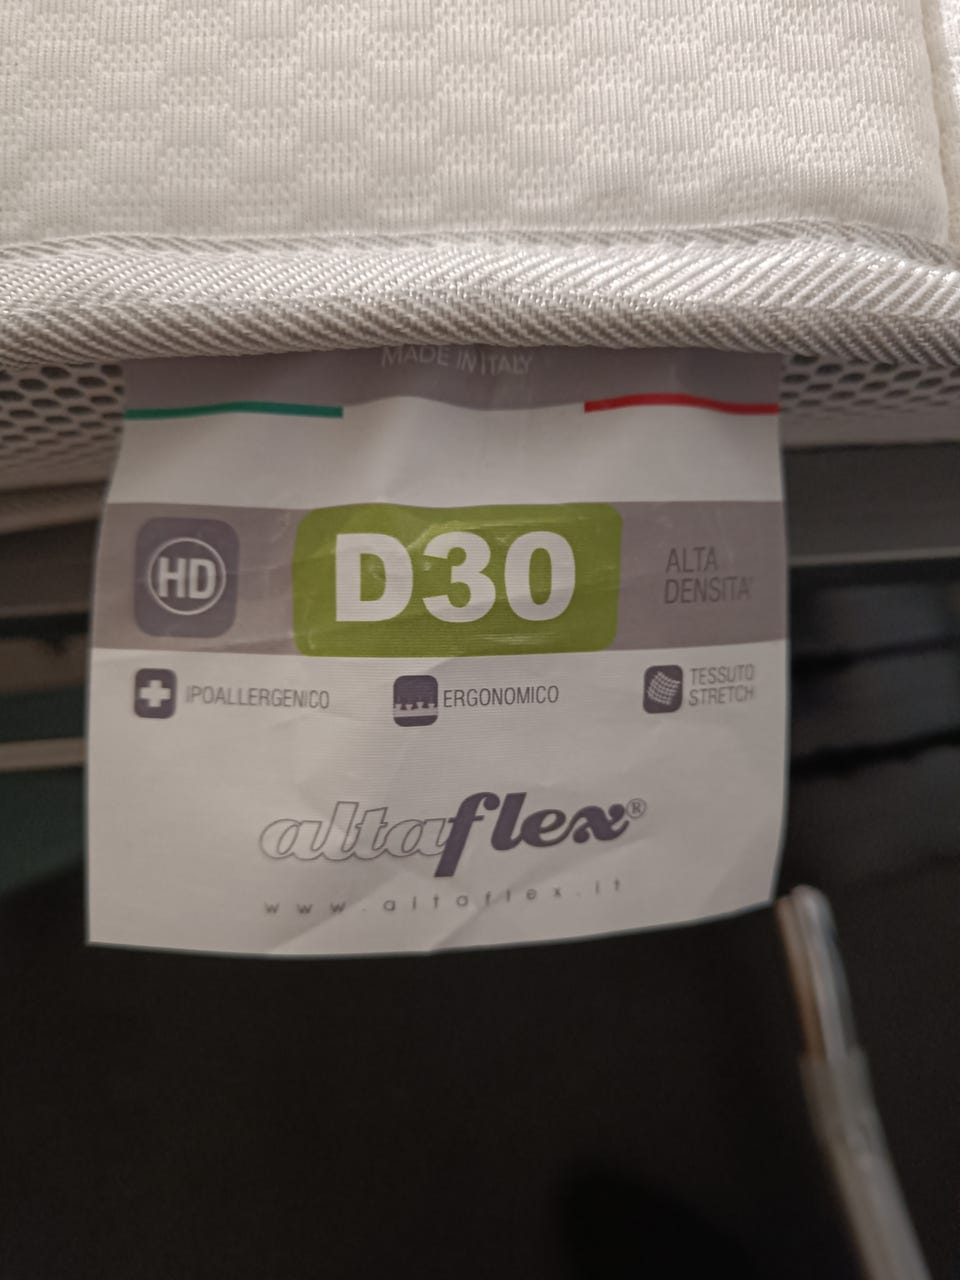 MADE IN ITALY
HD
D30
ALTA
DENSITA'
IPOALLERGENICO
ERGONOMICO
TESSUTO
STRETCH
altaflex®
www.altaflex.it